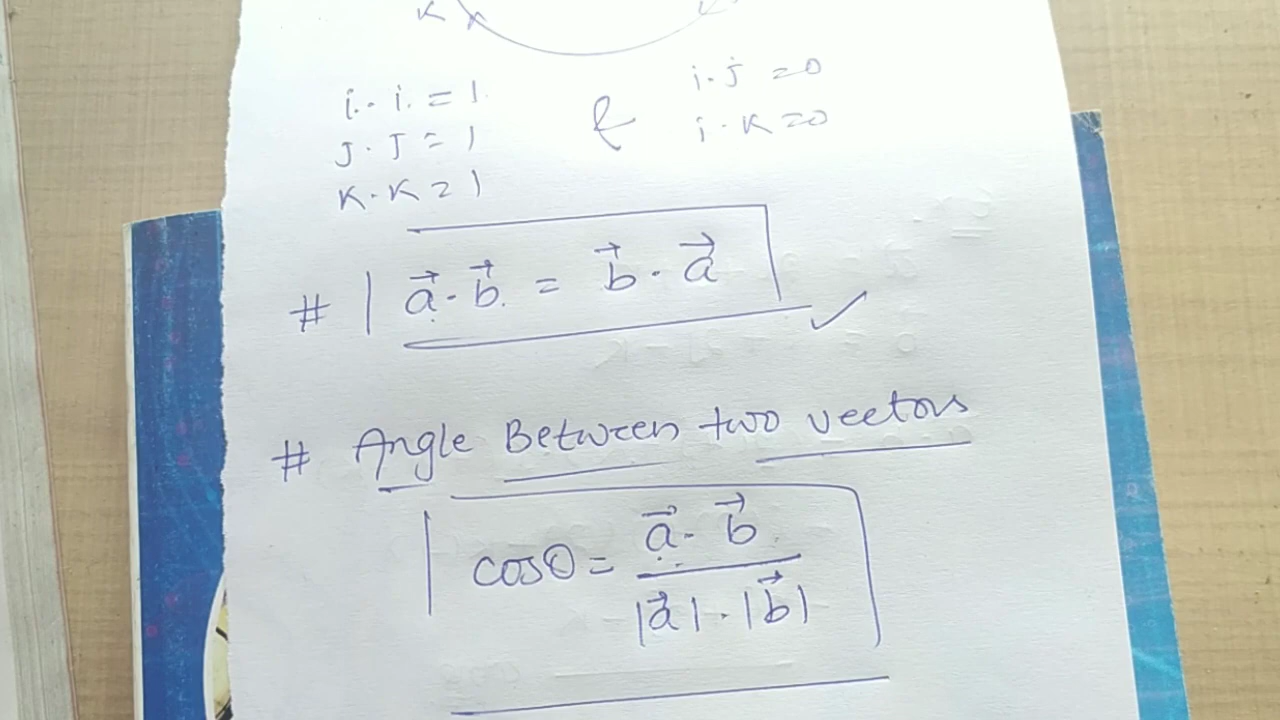 K
i. i. = 1
j. j = 1
K. K = 1
&
i. j = 0
i. K = 0
# | a⃗. b⃗. = b⃗. a⃗
# Angle Between two vectors
cosθ = a⃗. b⃗
|a⃗|. |b⃗|